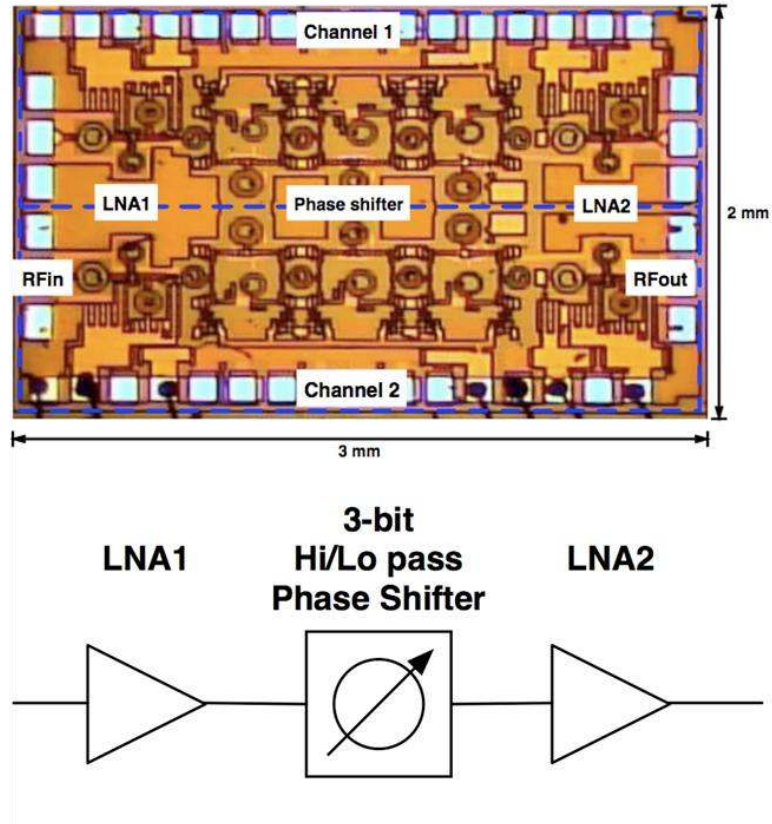 Channel 1
LNA1
Phase shifter
LNA2
2 mm
RFin
RFout
Channel 2
3 mm
3-bit
LNA1
Hi/Lo pass
LNA2
Phase Shifter